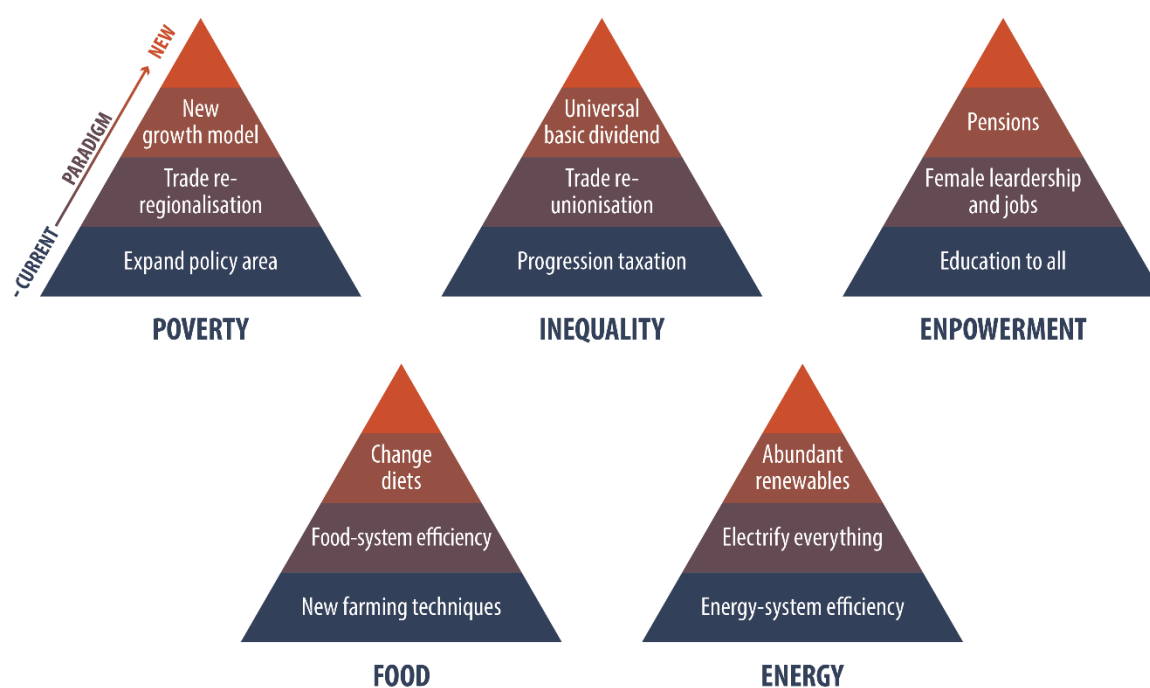 NEW
PARADIGM
- CURRENT
New
growth model
Trade re-
regionalisation
Expand policy area
POVERTY
Universal
basic dividend
Trade re-
unionisation
Progression taxation
INEQUALITY
Pensions
Female leardership
and jobs
Education to all
ENPOWERMENT
Change
diets
Food-system efficiency
New farming techniques
FOOD
Abundant
renewables
Electrify everything
Energy-system efficiency
ENERGY